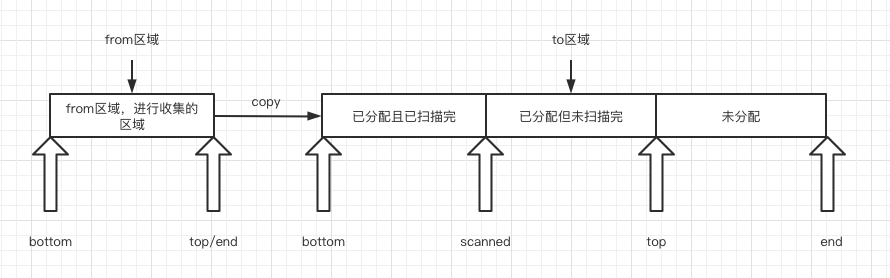 from区域
to区域
from区域，进行收集的
区域
copy
已分配且已扫描完
已分配但未扫描完
未分配
bottom
top/end
bottom
scanned
top
end